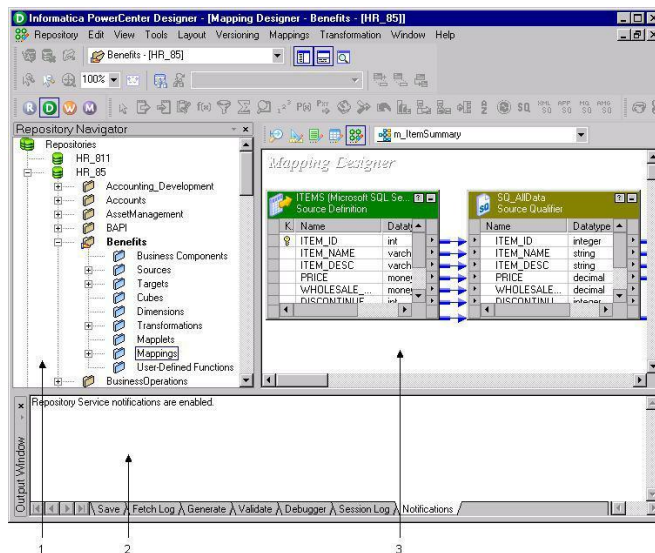 Informatica PowerCenter Designer - [Mapping Designer - Benefits - [HR_85]]
Repository Edit View Tools Layout Versioning Mappings Transformation Window Help
Benefits - [HR_85]
100%
R D W M
Repository Navigator
m_ItemSummary
Repositories
HR_811
HR_85
Accounting_Development
Accounts
AssetManagement
BAPI
Benefits
Business Components
Sources
Targets
Cubes
Dimensions
Transformations
Mapplets
Mappings
User-Defined Functions
BusinessOperations
Mapping Designer
ITEMS (Microsoft SQL Se...
Source Definition
K. Name Dataty
ITEM_ID int
ITEM_NAME varch
ITEM_DESC varch
PRICE money
WHOLESALE_... money
DISCONTINUE int
SQ_AllData
Source Qualifier
Name Datatype
ITEM_ID integer
ITEM_NAME string
ITEM_DESC string
PRICE decimal
WHOLESALE_... decimal
DISCONTINU integer
Repository Service notifications are enabled.
Output Window
Save Fetch Log Generate Validate Debugger Session Log Notifications
1 2 3